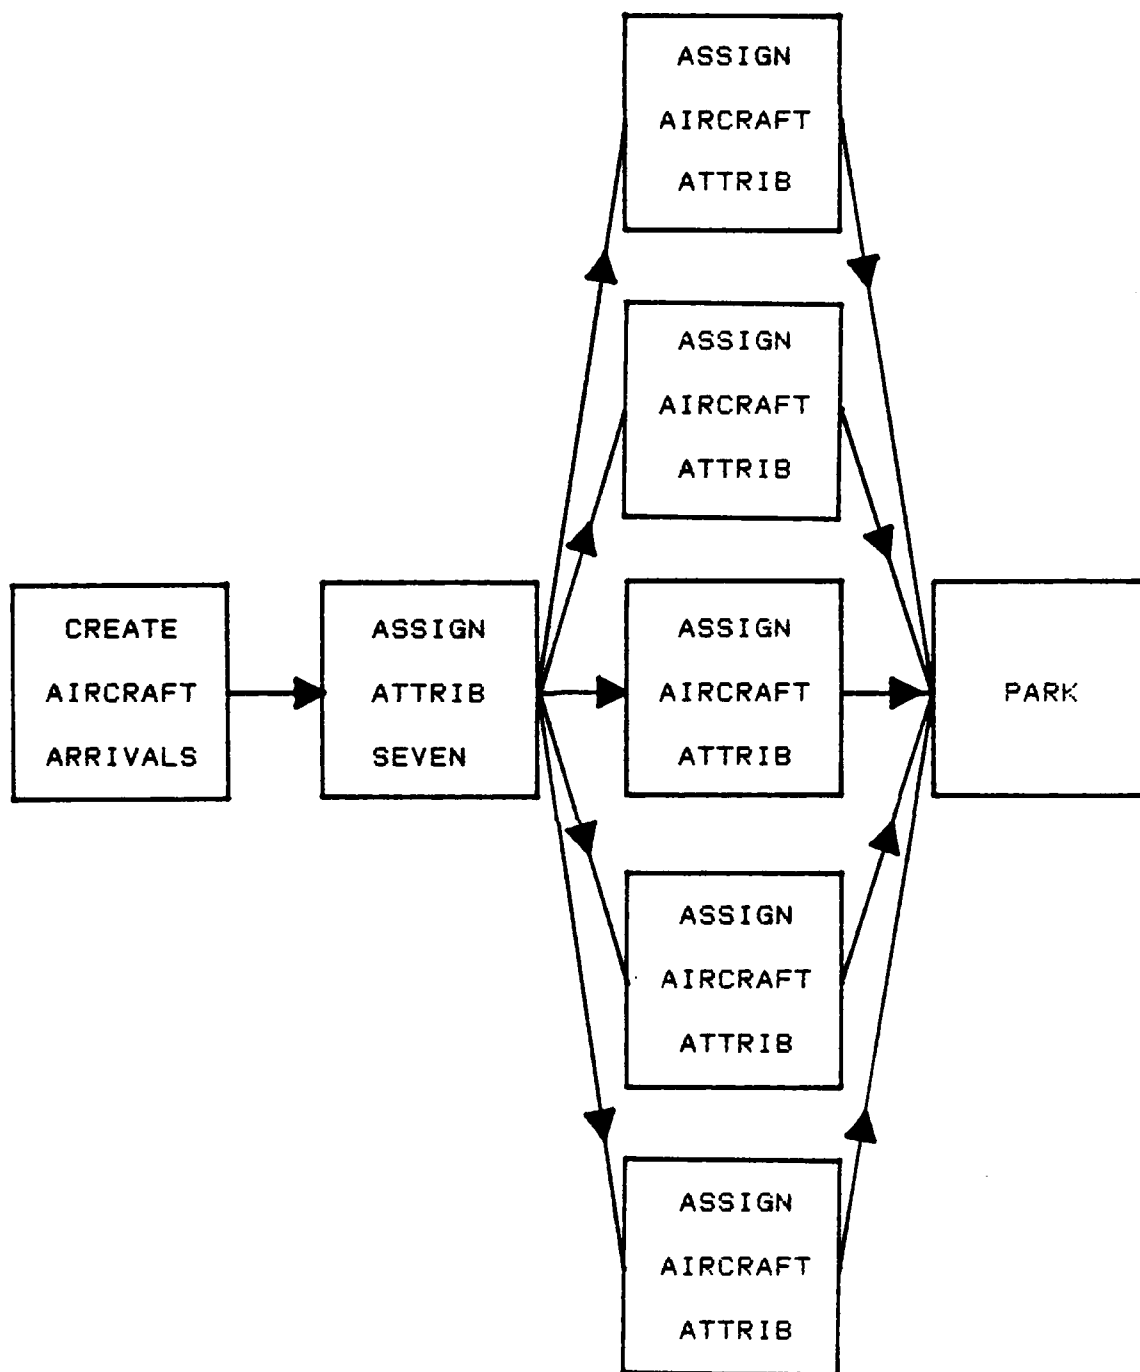 ASSIGN
AIRCRAFT
ATTRIB
ASSIGN
AIRCRAFT
ATTRIB
CREATE
AIRCRAFT
ARRIVALS
ASSIGN
ATTRIB
SEVEN
ASSIGN
AIRCRAFT
ATTRIB
PARK
ASSIGN
AIRCRAFT
ATTRIB
ASSIGN
AIRCRAFT
ATTRIB